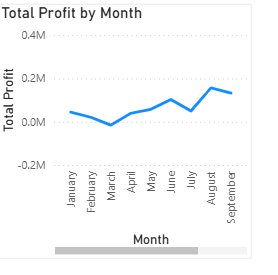 Total Profit by Month
0.4M
0.2M
0.0M
-0.2M
Total Profit
January
February
March
April
May
June
July
August
September
Month